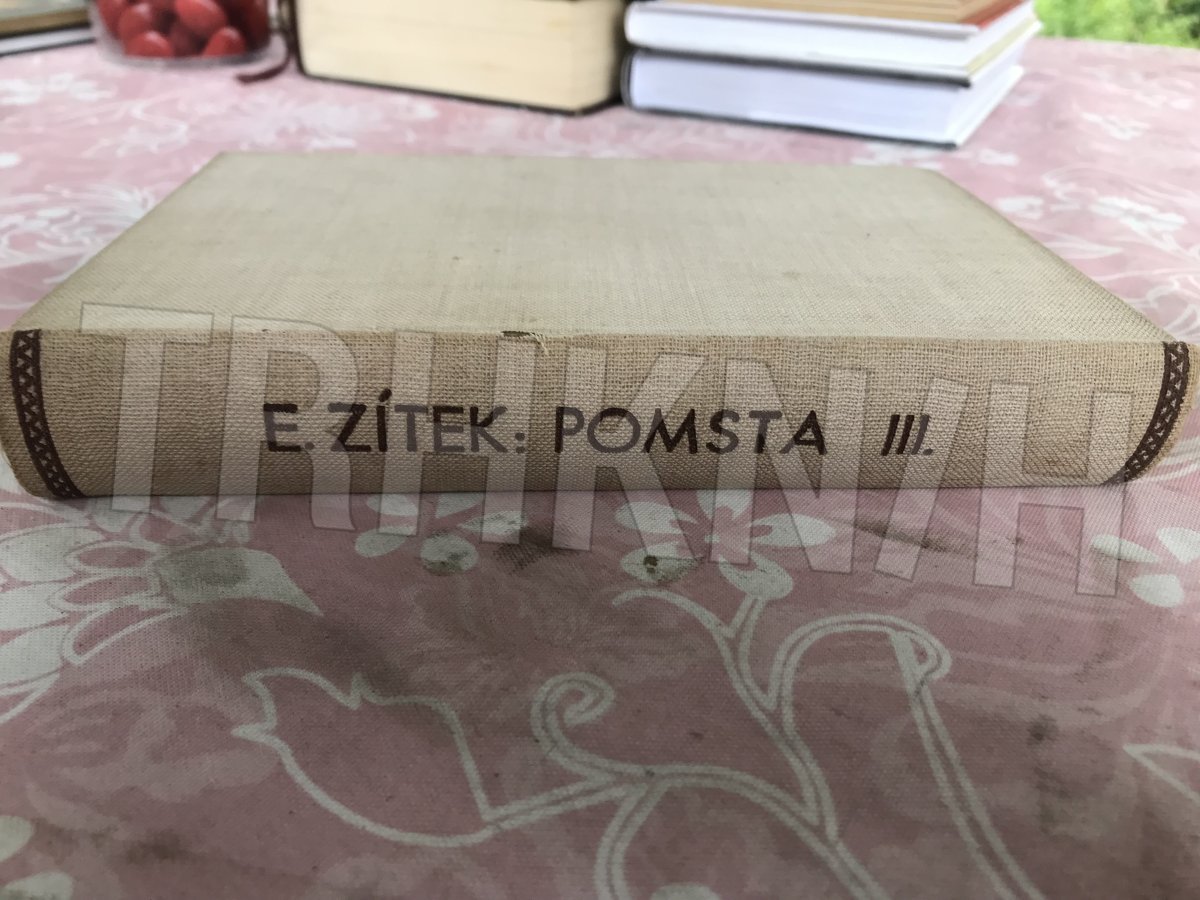 E. ZÍTEK: POMSTA III.
TRHKNIH